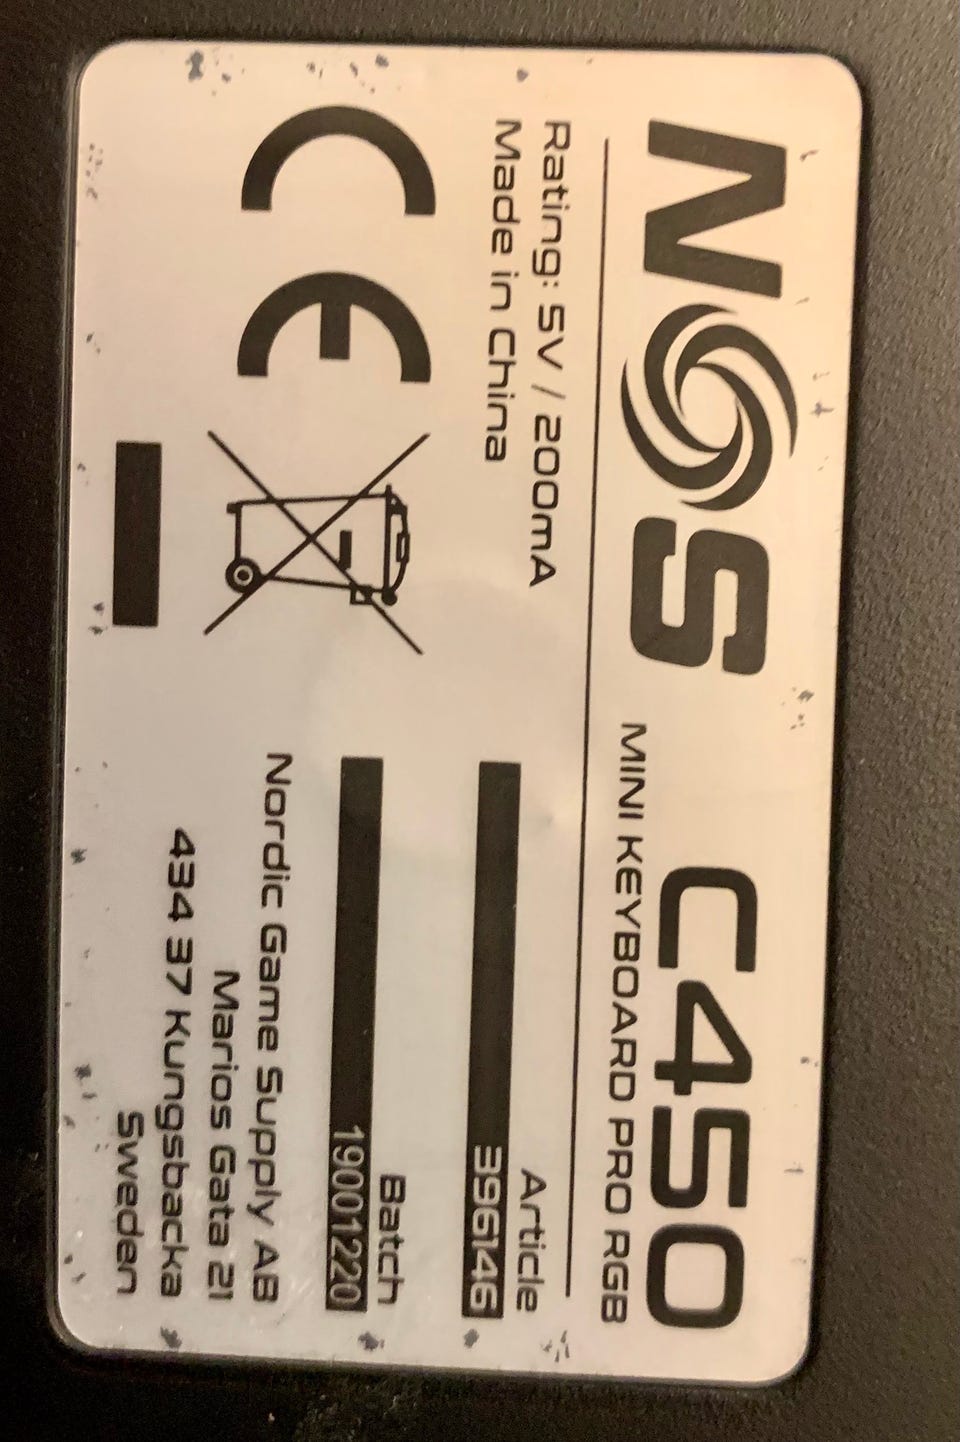 NOS C450
MINI KEYBOARD PRO RGB
Rating: 5V / 200mA
Made in China
Article
396146
Batch
19001220
CE
Nordic Game Supply AB
Marios Gata 21
434 37 Kungsbacka
Sweden